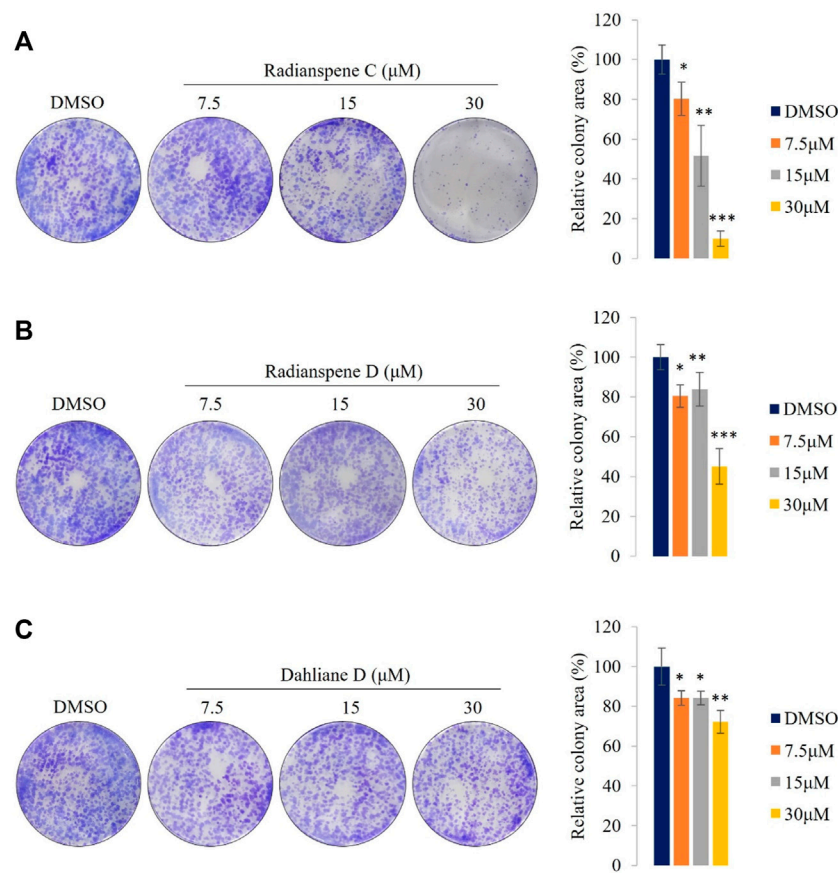 A
Radianspene C (μM)
DMSO
7.5
15
30
Relative colony area (%)
120
100
80
60
40
20
0
*
**
***
DMSO
7.5μM
15μM
30μM
B
Radianspene D (μM)
DMSO
7.5
15
30
Relative colony area (%)
120
100
80
60
40
20
0
*
**
***
DMSO
7.5μM
15μM
30μM
C
Dahliane D (μM)
DMSO
7.5
15
30
Relative colony area (%)
120
100
80
60
40
20
0
*
*
**
DMSO
7.5μM
15μM
30μM